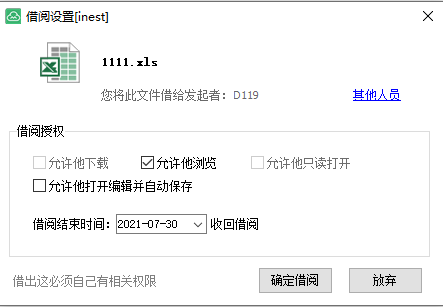 借阅设置[inest]
1111.xls
您将此文件借给发起者: D119 其他人员
借阅授权
允许他下载 允许他浏览 允许他只读打开
允许他打开编辑并自动保存
借阅结束时间: 2021-07-30 收回借阅
借出这必须自己有相关权限 确定借阅 放弃